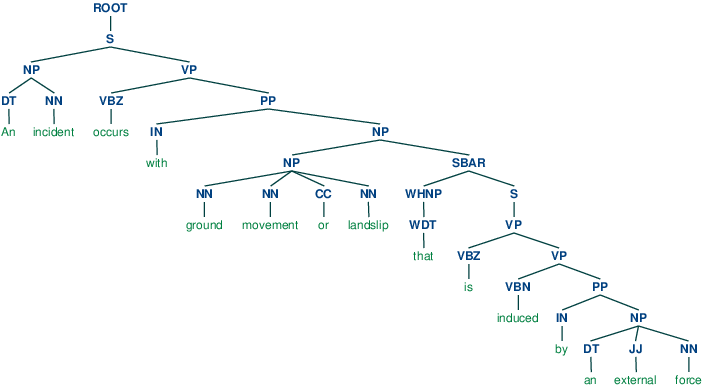 ROOT
S
NP VP
DT NN VBZ PP
An incident occurs IN NP
with NP SBAR
NN NN CC NN WHNP S
ground movement or landslip WDT VP
that VBZ VP
is VBN PP
induced IN NP
by DT JJ NN
an external force